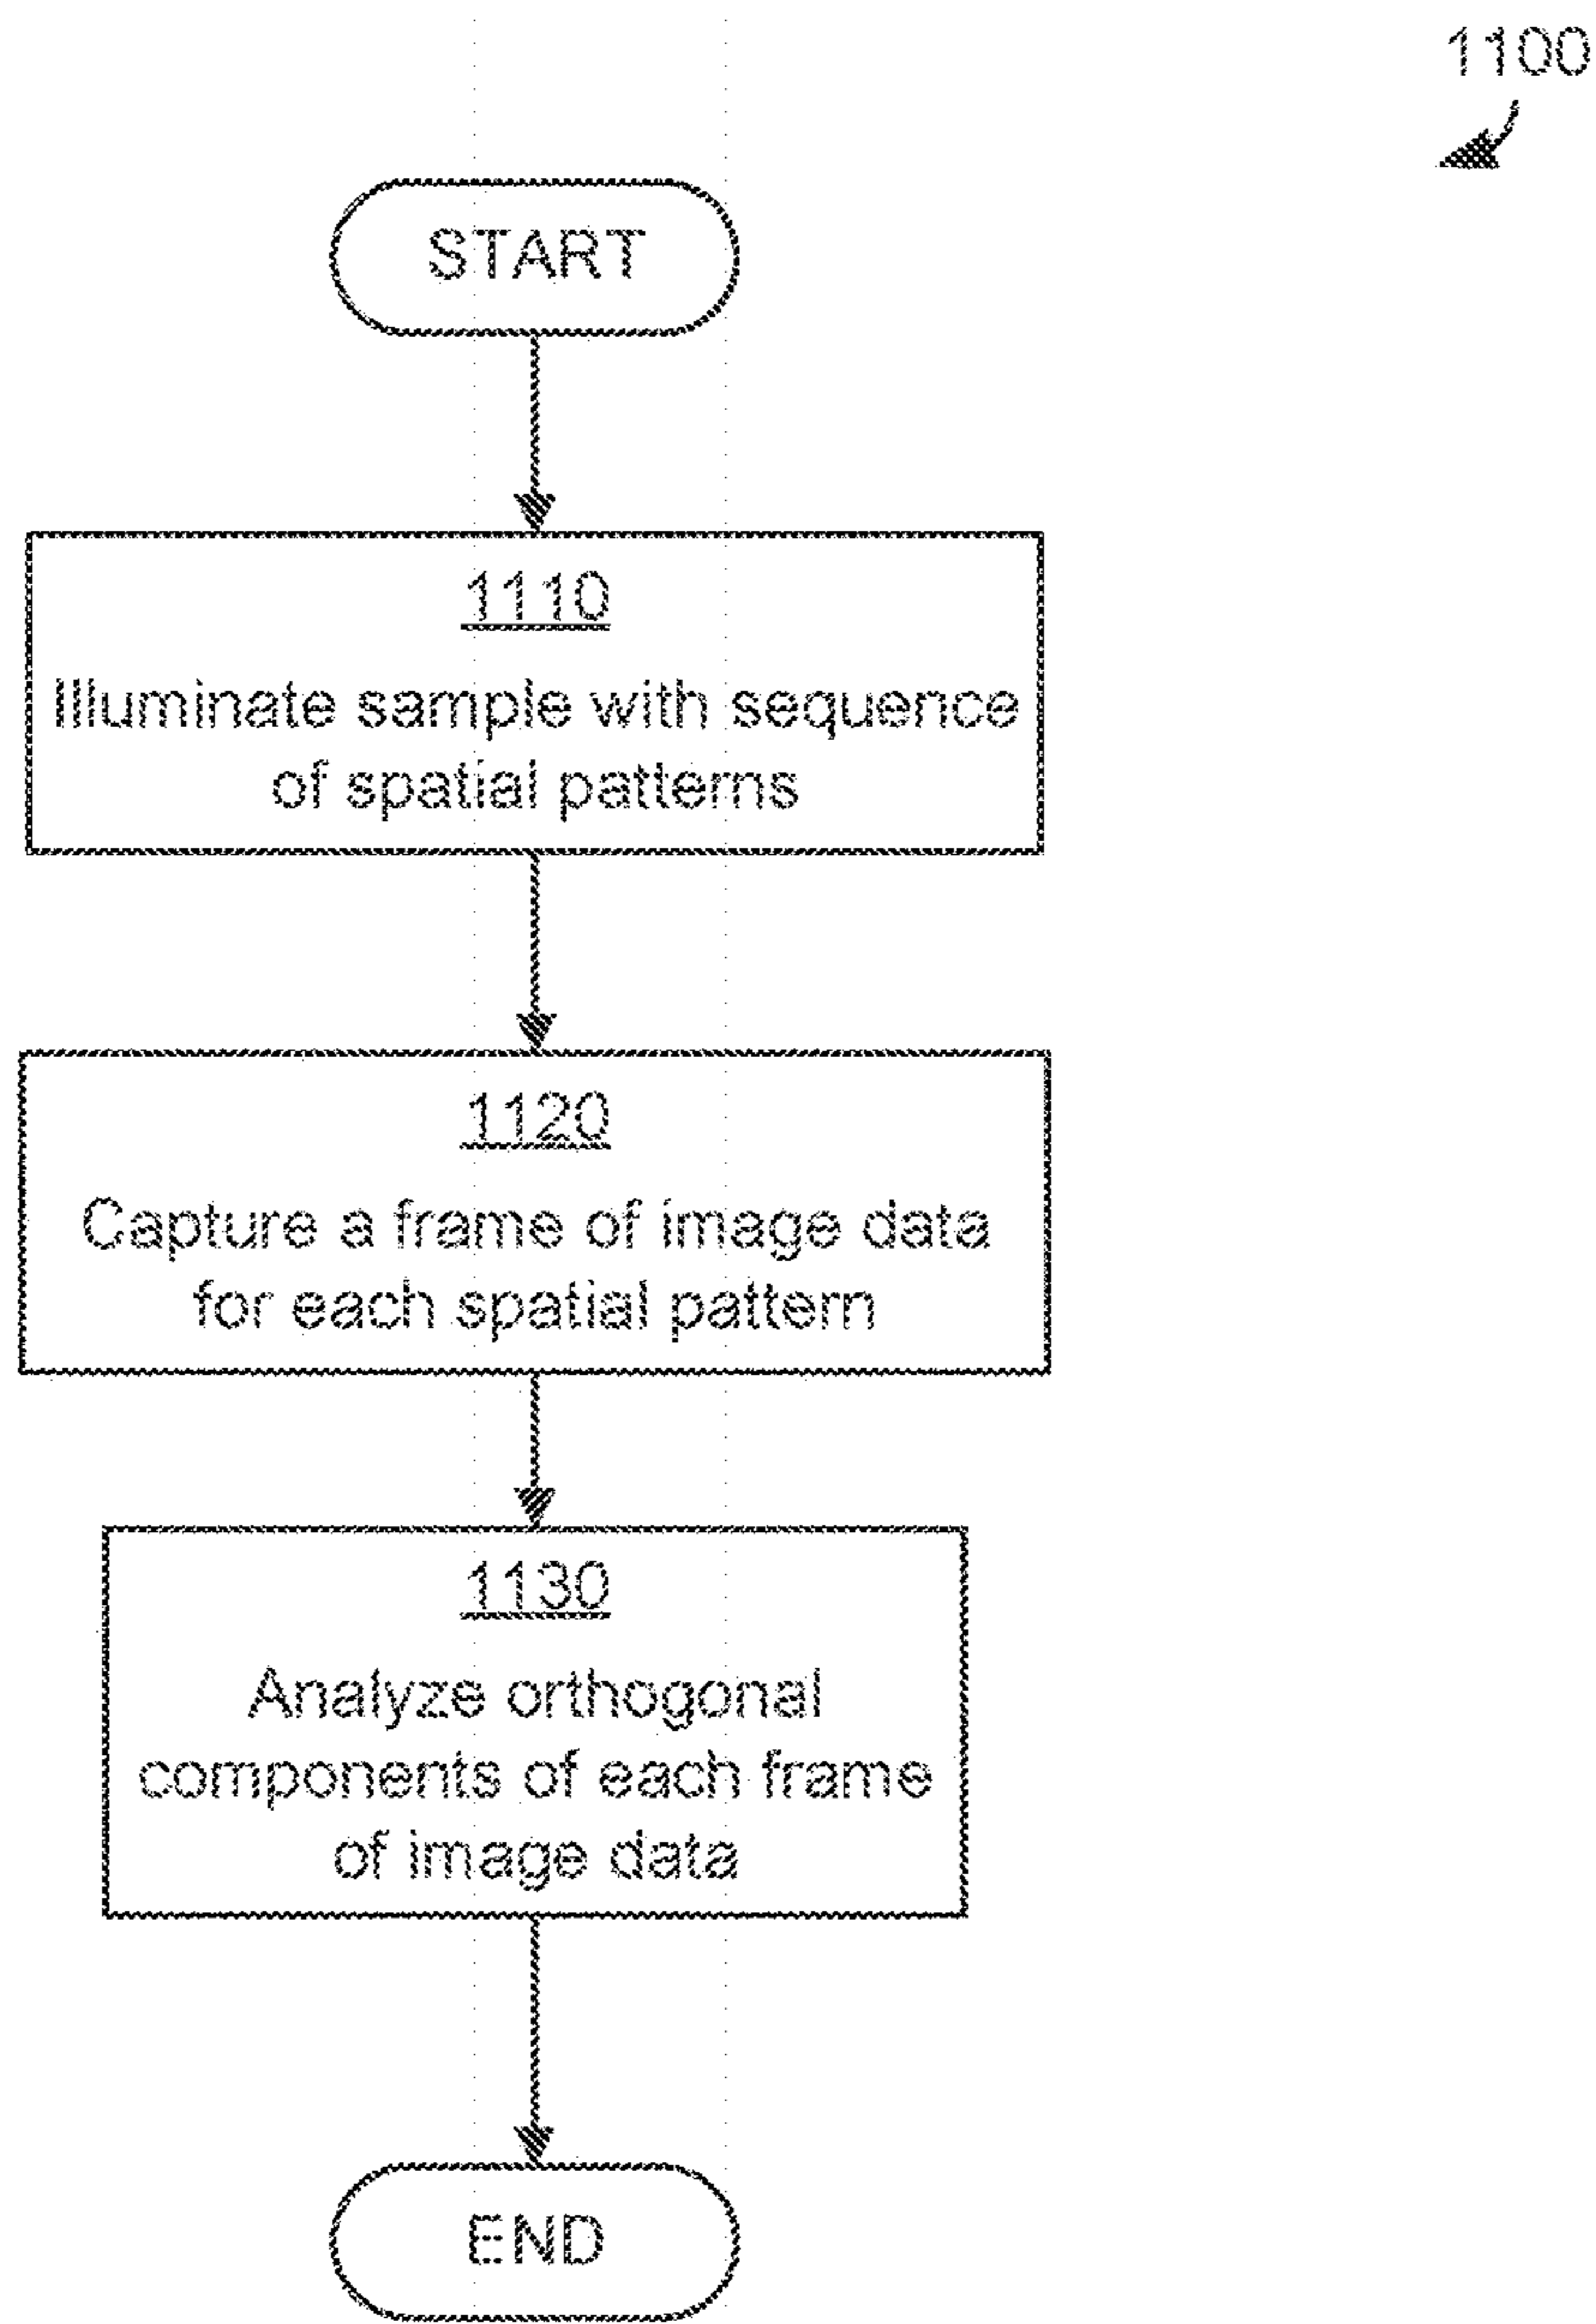 1100
START
1110
Illuminate sample with sequence
of spatial patterns
1120
Capture a frame of image data
for each spatial pattern
1130
Analyze orthogonal
components of each frame
of image data
END